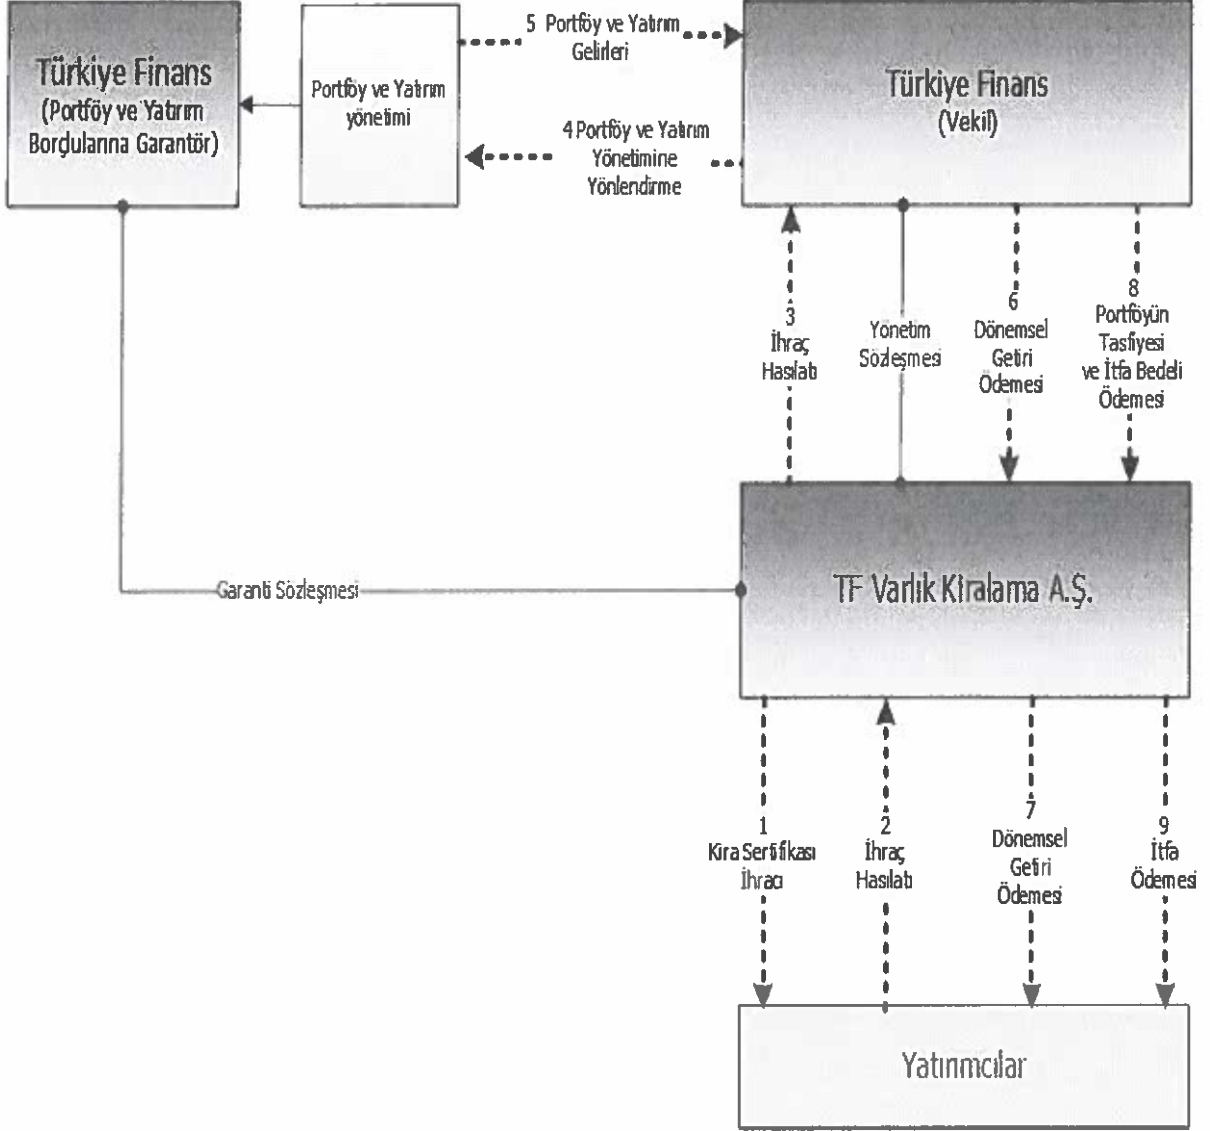 Türkiye Finans
(Portföy ve Yatırım
Borçlularına Garantör)
Portföy ve Yatırım
yönetimi
5 Portföy ve Yatırım
Gelirleri
4 Portföy ve Yatırım
Yönetimine
Yönlendirme
Türkiye Finans
(Vekil)
3
İhraç
Hasılatı
Yönetim
Sözleşmesi
6
Dönemsel
Getiri
Ödemesi
8
Portföyün
Tasfiyesi
ve İtfa Bedeli
Ödemesi
Garanti Sözleşmesi
TF Varlık Kiralama A.Ş.
1
Kira Sertifikası
İhracı
2
İhraç
Hasılatı
7
Dönemsel
Getiri
Ödemesi
9
İtfa
Ödemesi
Yatırımcılar